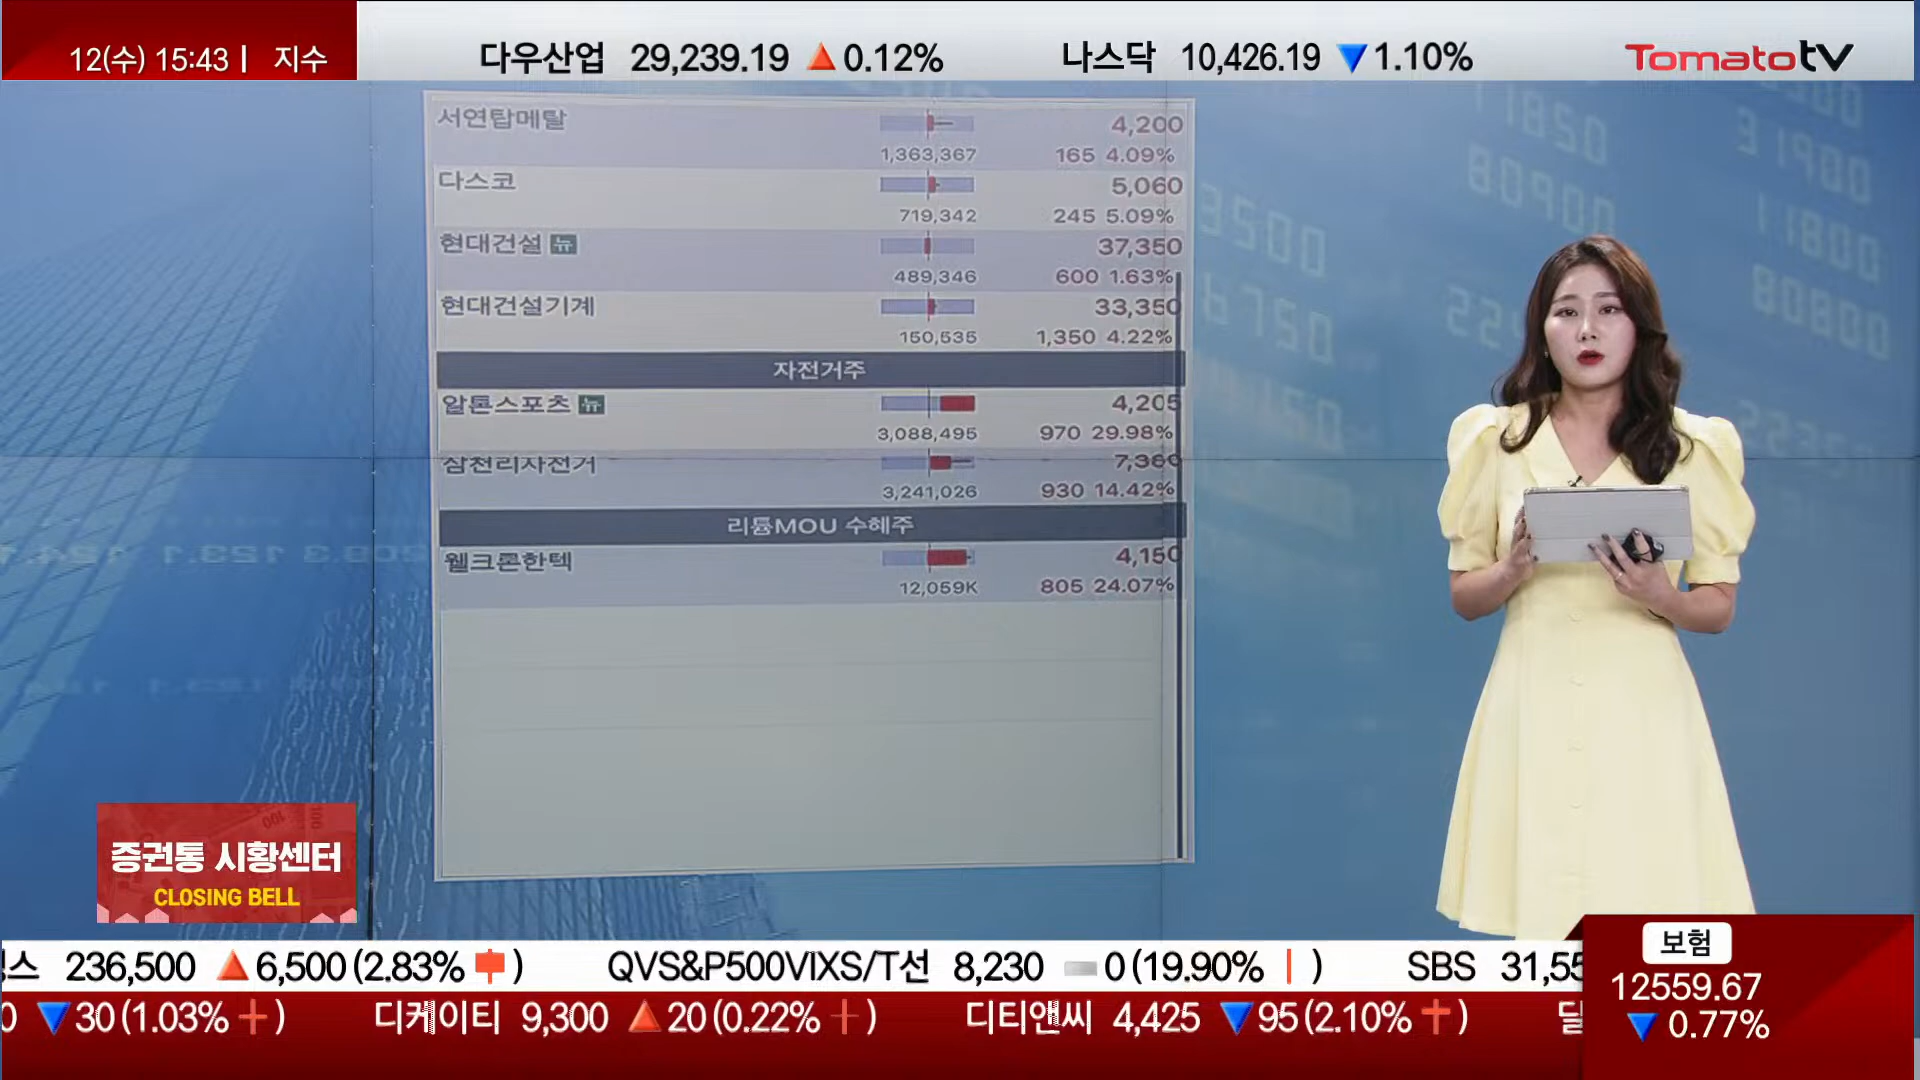 12(수) 15:43 | 지수
다우산업 29,239.19 ▲ 0.12% 나스닥 10,426.19 ▼ 1.10%
Tomatotv
서연탑메탈 4,200
1,363,367 165 4.09%
다스코 5,060
719,342 245 5.09%
현대건설 뉴 37,350
489,346 600 1.63%
현대건설기계 33,350
150,535 1,350 4.22%
자전거주
알톤스포츠 뉴 4,205
3,088,495 970 29.98%
삼천리자전거 7,360
3,241,026 930 14.42%
리튬MOU 수혜주
웰크론한텍 4,150
12,059K 805 24.07%
증권통 시황센터
CLOSING BELL
스 236,500 ▲ 6,500 (2.83% ) QVS&P500VIXS/T선 8,230 0 (19.90% ) SBS 31,55
0 ▼ 30 (1.03% ) 디케이티 9,300 ▲ 20 (0.22% ) 디티앤씨 4,425 ▼ 95 (2.10% )
보험
12559.67
▼ 0.77%